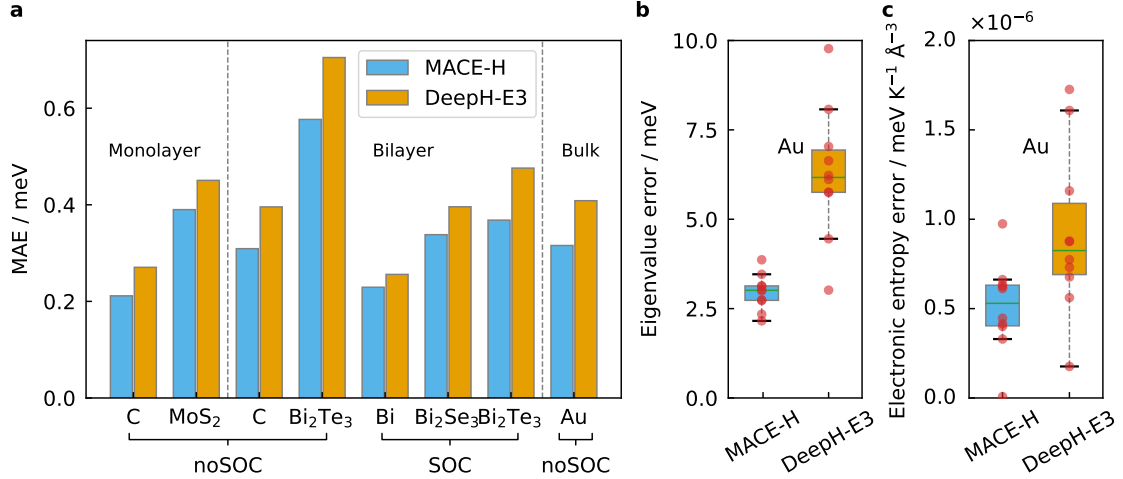 a
MAE / meV
0.6
0.4
0.2
0.0
MACE-H
DeepH-E3
Monolayer
Bilayer
Bulk
C
MoS₂
C
Bi₂Te₃
Bi
Bi₂Se₃
Bi₂Te₃
Au
noSOC
SOC
noSOC
b
Eigenvalue error / meV
10.0
7.5
5.0
2.5
0.0
Au
MACE-H
DeepH-E3
c
×10⁻⁶
Electronic entropy error / meV K⁻¹ Å⁻³
2.0
1.5
1.0
0.5
0.0
Au
MACE-H
DeepH-E3